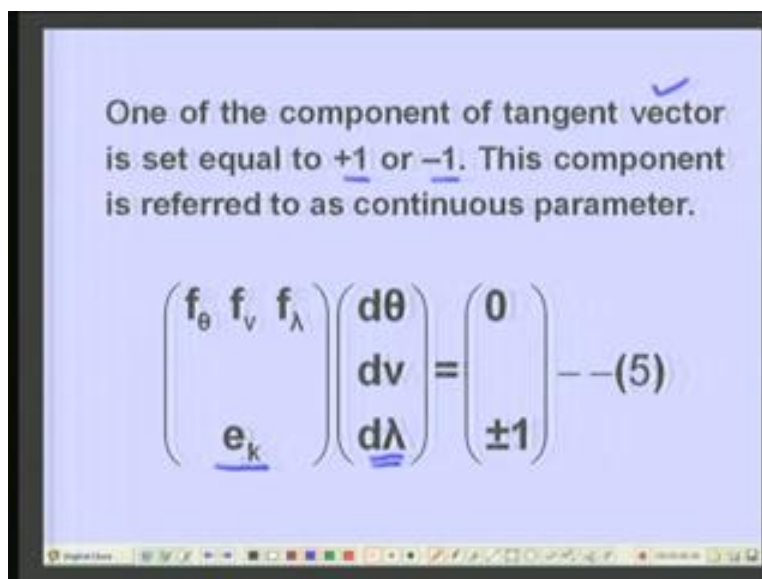 One of the component of tangent vector
is set equal to +1 or –1. This component
is referred to as continuous parameter.
f_θ f_v f_λ dθ 0
dv = – –(5)
e_k dλ ±1